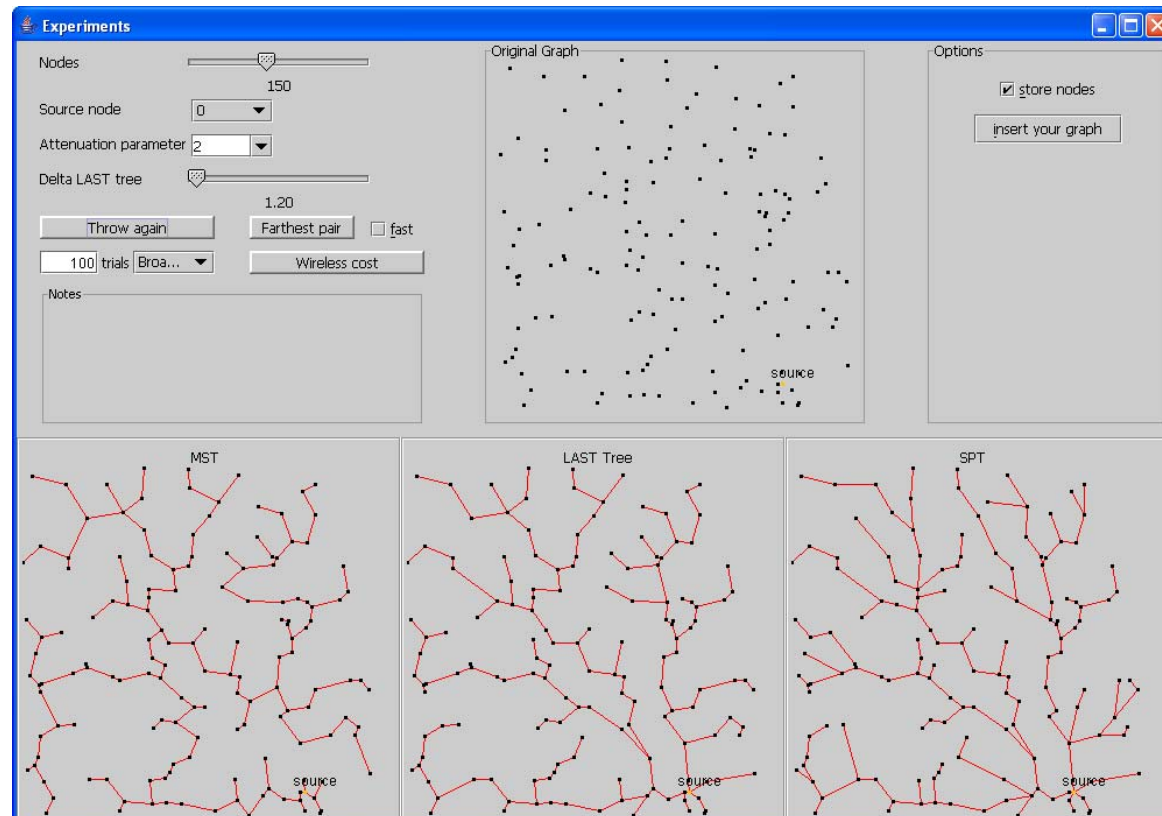 Experiments
Nodes
150
Source node 0
Attenuation parameter 2
Delta LAST tree
1.20
Throw again Farthest pair fast
100 trials Broa... Wireless cost
Notes
Original Graph
source
Options
store nodes
insert your graph
MST
source
LAST Tree
source
SPT
source